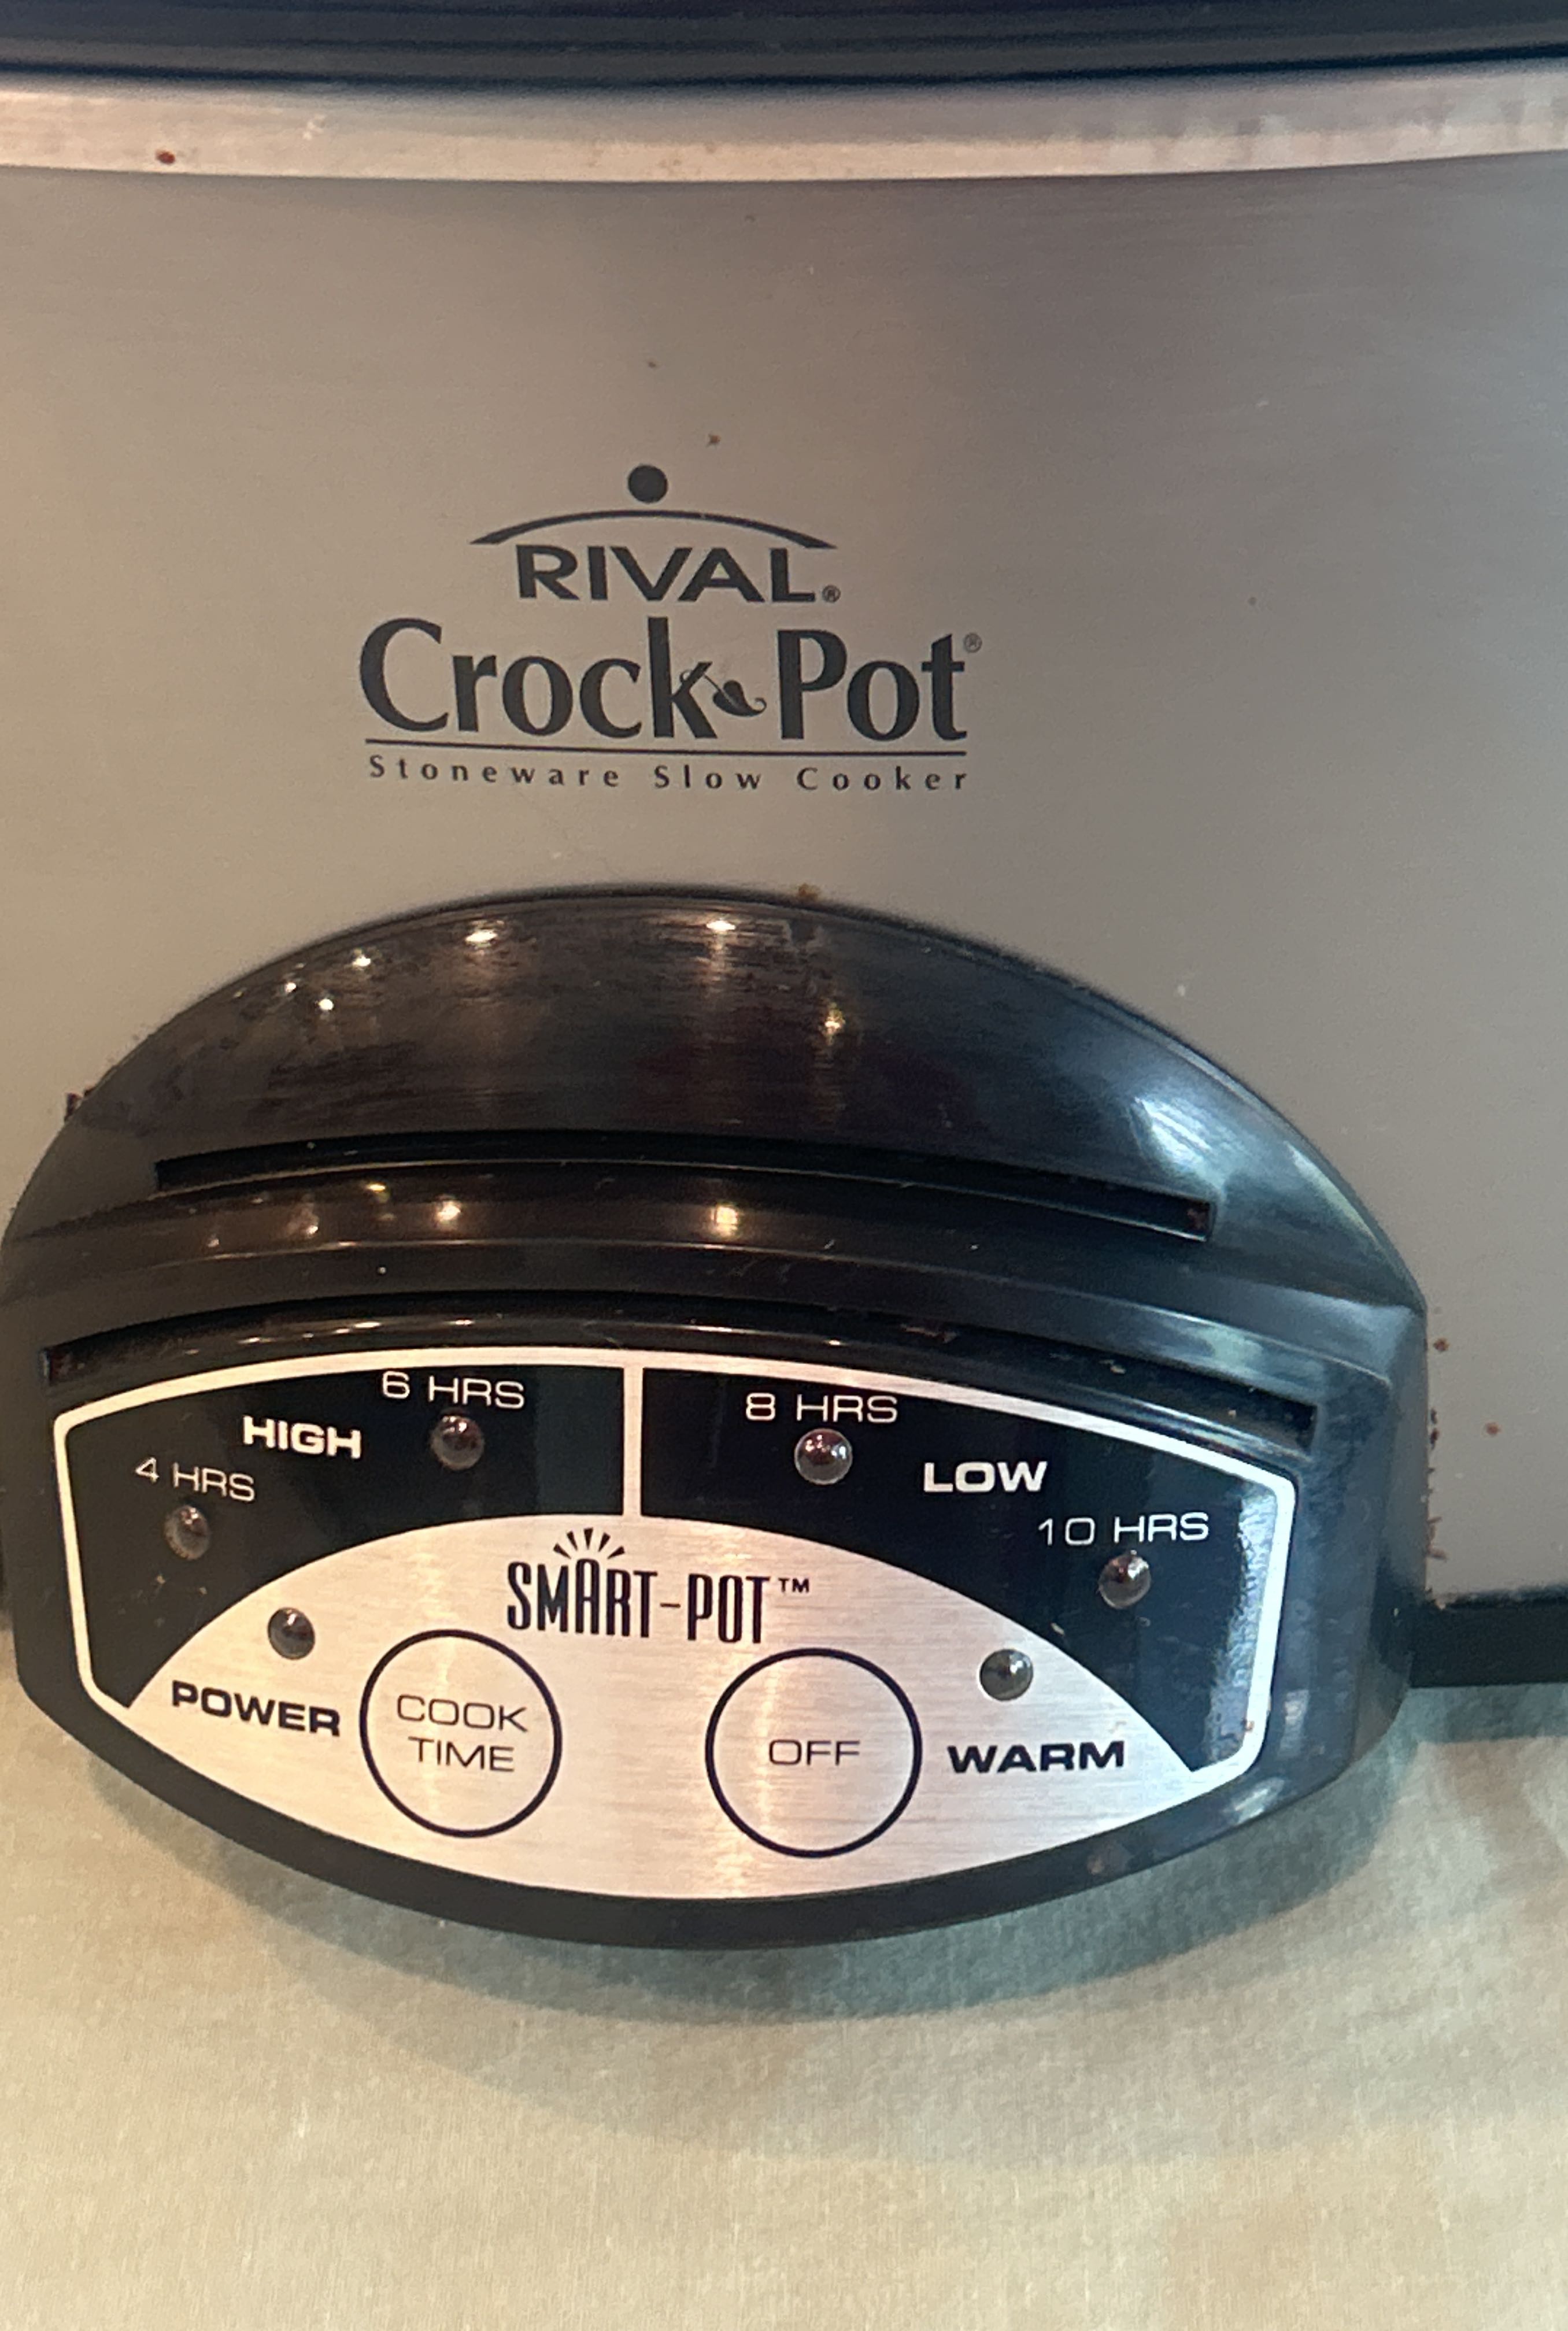 RIVAL®
Crock Pot®
Stoneware Slow Cooker
6 HRS
8 HRS
HIGH
LOW
4 HRS
10 HRS
SMART-POT™
POWER
COOK
TIME
OFF
WARM